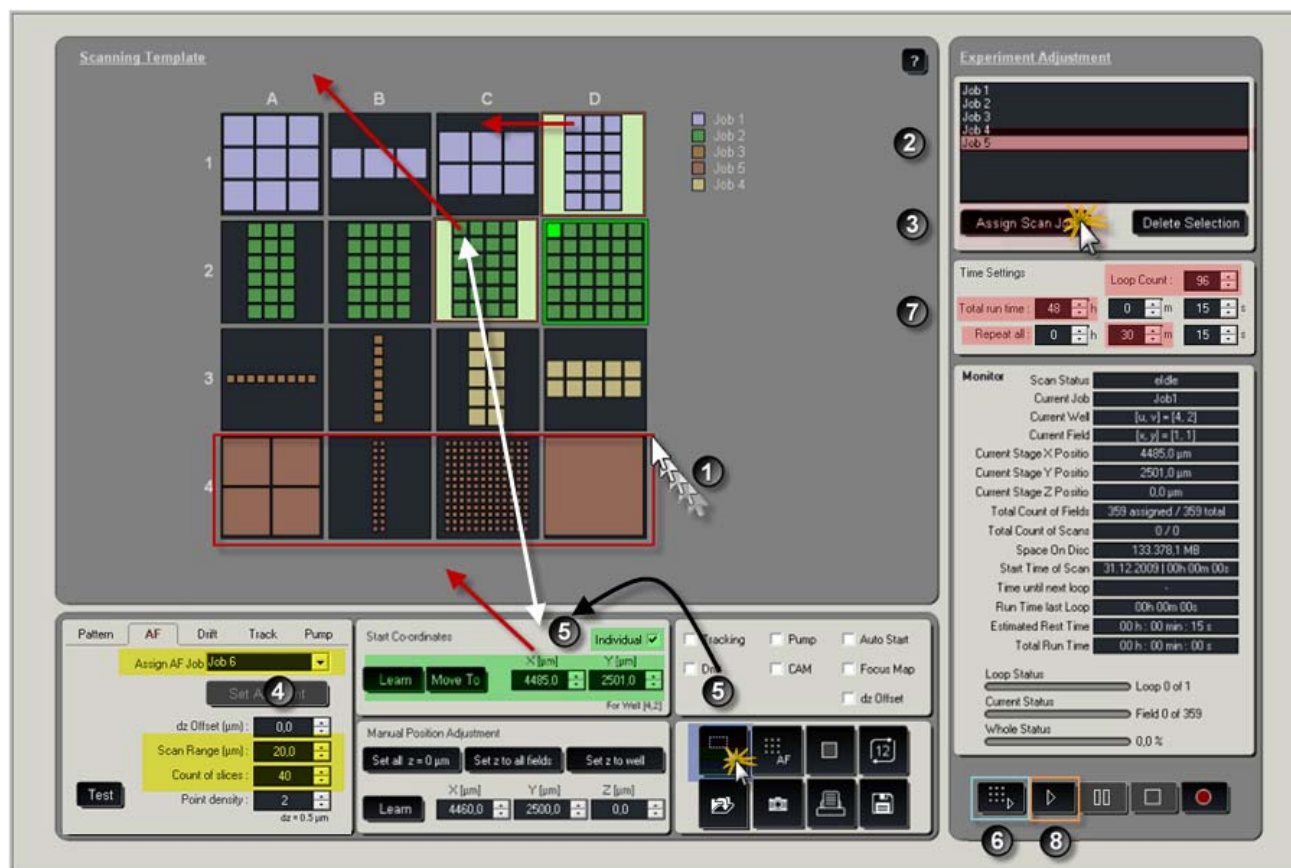 Scanning Template
?
A B C D
1
2
3
4
Job 1
Job 2
Job 3
Job 5
Job 4
1
Experiment Adjustment
Job 1
Job 2
Job 3
Job 4
Job 5
2
3
Assign Scan
Delete Selection
7
Time Settings
Loop Count : 96
Total run time : 48 h 0 m 15 s
Repeat all : 0 h 30 m 15 s
Monitor
Scan Status eIdle
Current Job Job1
Current Well [u, v] = [4, 2]
Current Field [x, y] = [1, 1]
Current Stage X Positio 4485,0 µm
Current Stage Y Positio 2501,0 µm
Current Stage Z Positio 0,0 µm
Total Count of Fields 359 assigned / 359 total
Total Count of Scans 0 / 0
Space On Disc 133.378,1 MB
Start Time of Scan 31.12.2009 | 00h 00m 00s
Time until next loop -
Run Time last Loop 00h 00m 00s
Estimated Rest Time 00 h : 00 min : 15 s
Total Run Time 00 h : 00 min : 00 s
Loop Status
Loop 0 of 1
Current Status
Field 0 of 359
Whole Status
0,0 %
6
8
Pattern AF Drift Track Pump
Assign AF Job Job 6
4
Set
dz Offset (µm) : 0,0
Scan Range (µm) : 20,0
Count of slices : 40
Test
Point density : 2
dz = 0.5 µm
Start Co-ordinates
5
Individual
X [µm] Y [µm]
Learn Move To 4485,0 2501,0
For Well [4,2]
Manual Position Adjustment
Set all z = 0 µm Set z to all fields Set z to well
X [µm] Y [µm] Z [µm]
Learn 4460,0 2500,0 0,0
Tracking Pump Auto Start
CAM Focus Map
5
dz Offset
AF
12